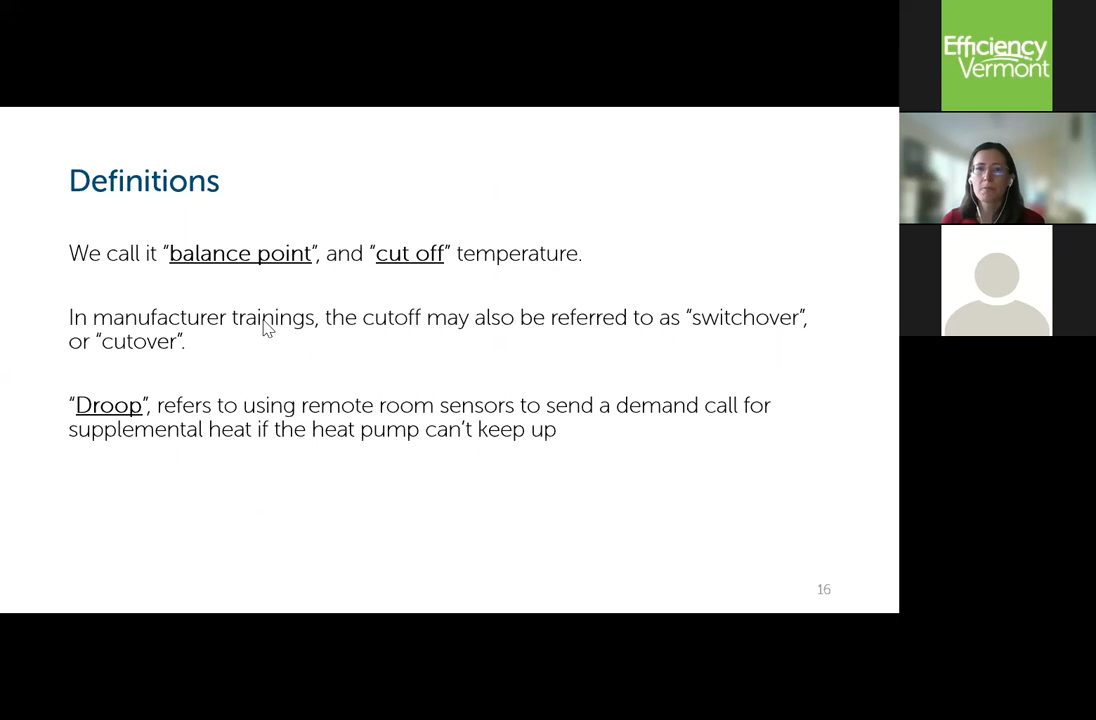 Efficiency
Vermont
Definitions
We call it “balance point”, and “cut off” temperature.
In manufacturer trainings, the cutoff may also be referred to as “switchover”,
or “cutover”.
“Droop”, refers to using remote room sensors to send a demand call for
supplemental heat if the heat pump can’t keep up
16